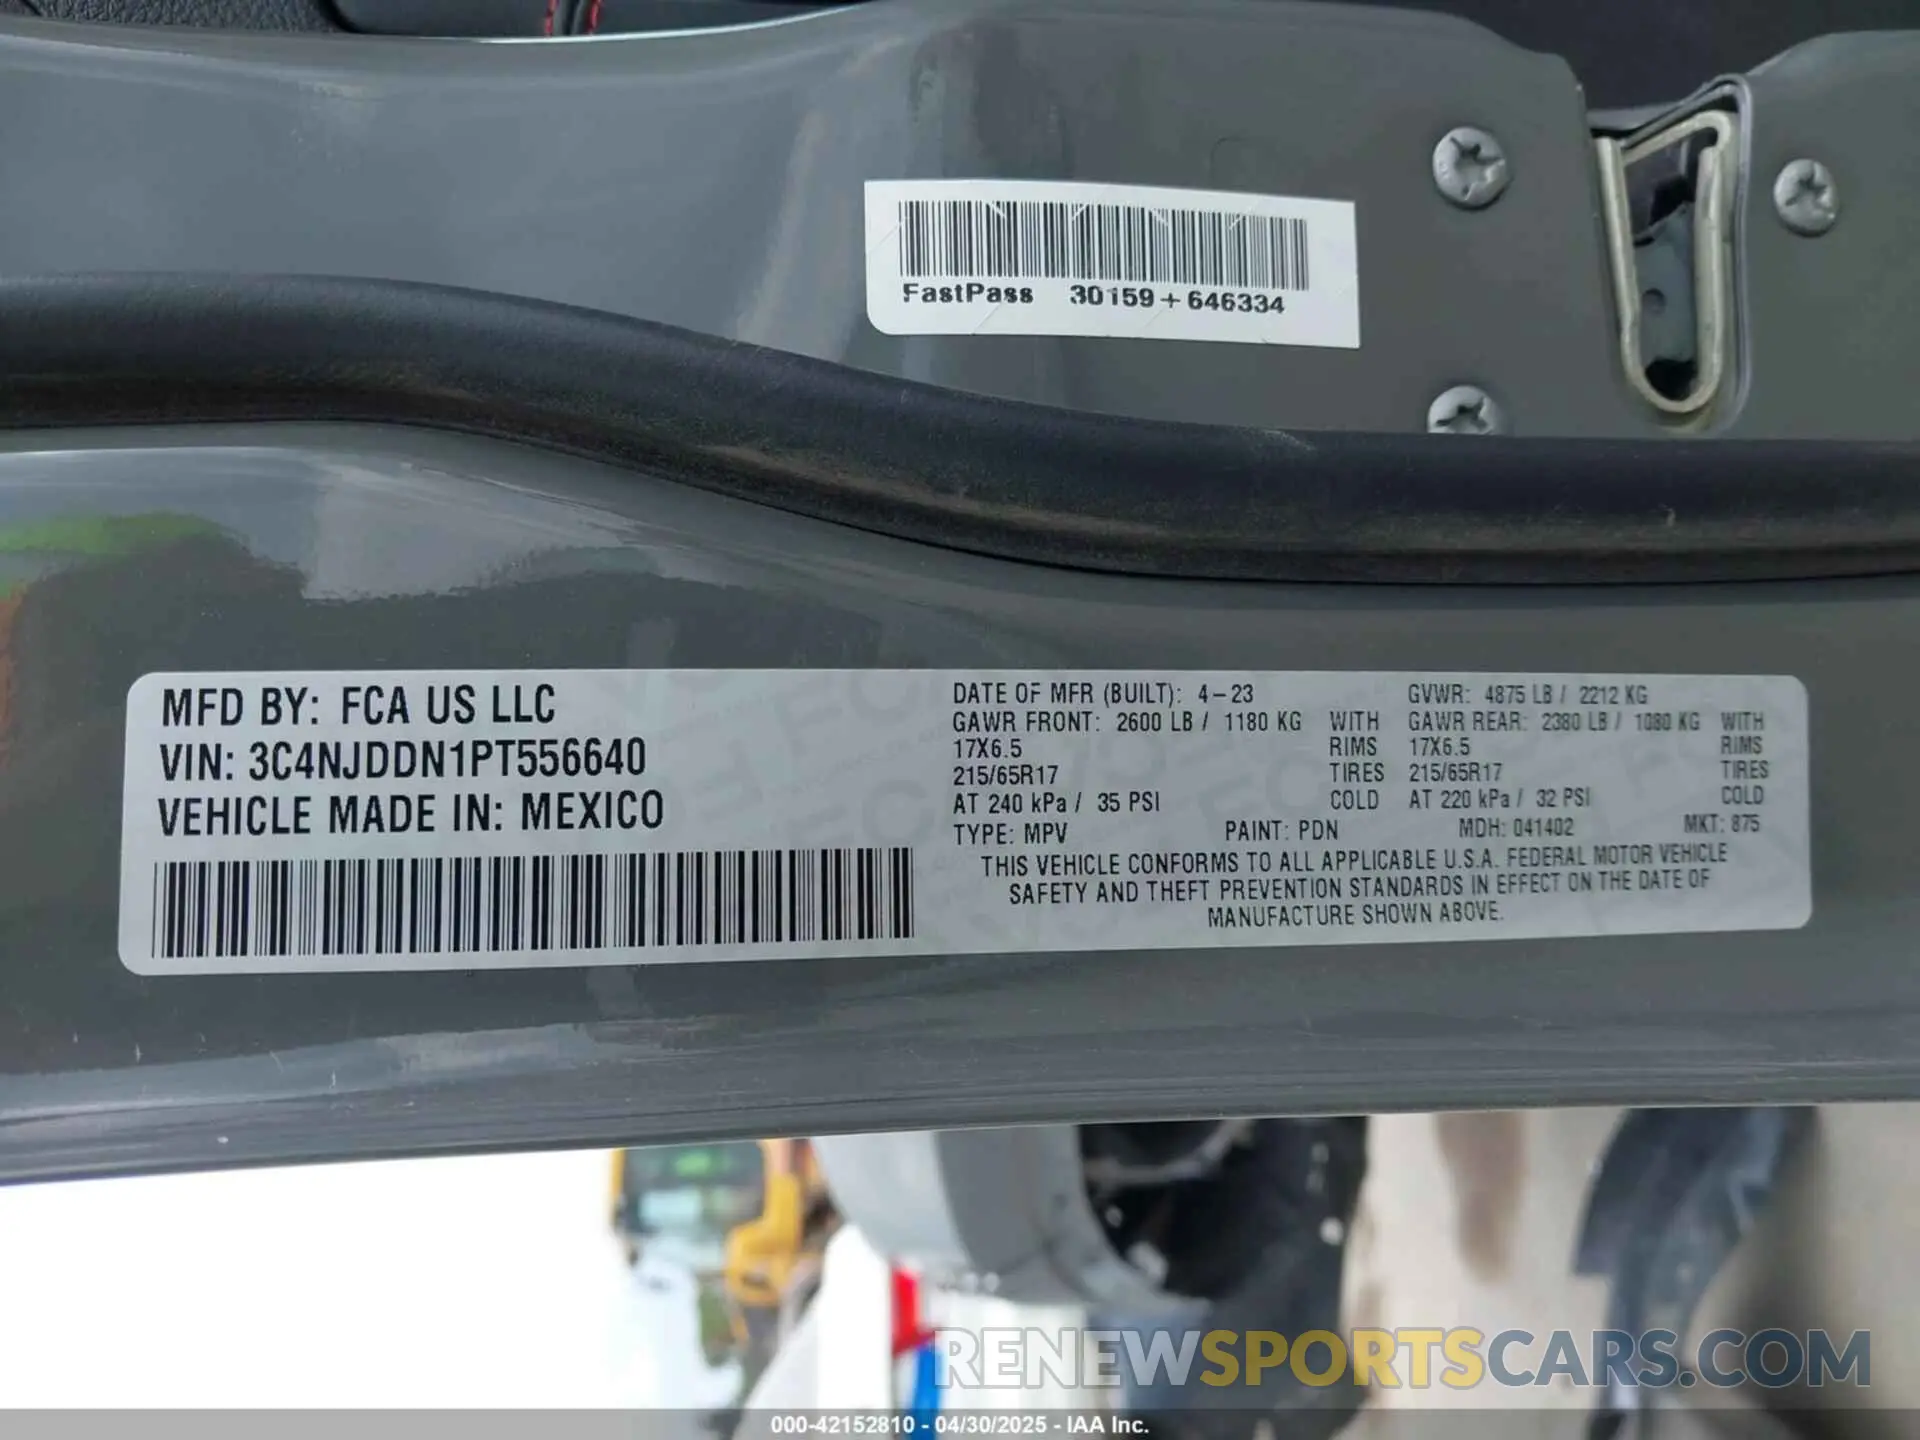 FastPass 30159+646334
MFD BY: FCA US LLC
VIN: 3C4NJDDN1PT556640
VEHICLE MADE IN: MEXICO
DATE OF MFR (BUILT): 4-23 GVWR: 4875 LB / 2212 KG
GAWR FRONT: 2600 LB / 1180 KG WITH GAWR REAR: 2380 LB / 1080 KG WITH
17X6.5 RIMS 17X6.5 RIMS
215/65R17 TIRES 215/65R17 TIRES
AT 240 kPa / 35 PSI COLD AT 220 kPa / 32 PSI COLD
TYPE: MPV PAINT: PDN MDH: 041402 MKT: 875
THIS VEHICLE CONFORMS TO ALL APPLICABLE U.S.A. FEDERAL MOTOR VEHICLE
SAFETY AND THEFT PREVENTION STANDARDS IN EFFECT ON THE DATE OF
MANUFACTURE SHOWN ABOVE.
RENEWSPORTSCARS.COM
000-42152810 - 04/30/2025 - IAA Inc.